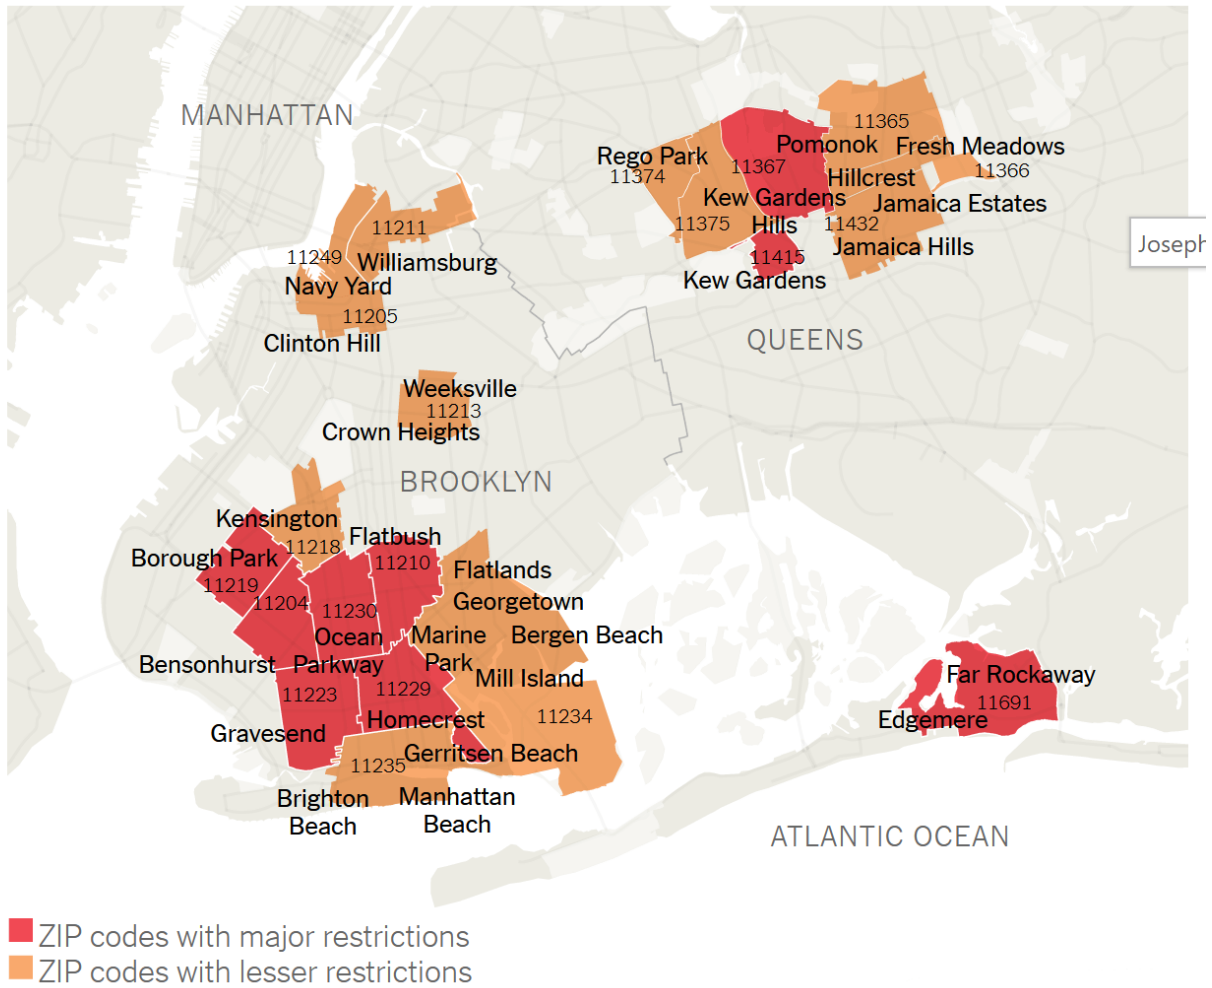 MANHATTAN
11365
Pomonok
Fresh Meadows
Rego Park
11374
11367
11366
Hillcrest
Kew Gardens
Hills
Jamaica Estates
11375
11432
Jamaica Hills
11415
Kew Gardens
Joseph
11211
11249
Williamsburg
Navy Yard
11205
Clinton Hill
QUEENS
Weeksville
11213
Crown Heights
BROOKLYN
Kensington
11218
Flatbush
11210
Borough Park
11219
11204
11230
Flatlands
Georgetown
Ocean
Parkway
Marine
Park
Bergen Beach
Bensonhurst
Mill Island
11223
11229
11234
Homecrest
Gravesend
Gerritsen Beach
11235
Brighton
Beach
Manhattan
Beach
Far Rockaway
11691
Edgemere
ATLANTIC OCEAN
ZIP codes with major restrictions
ZIP codes with lesser restrictions